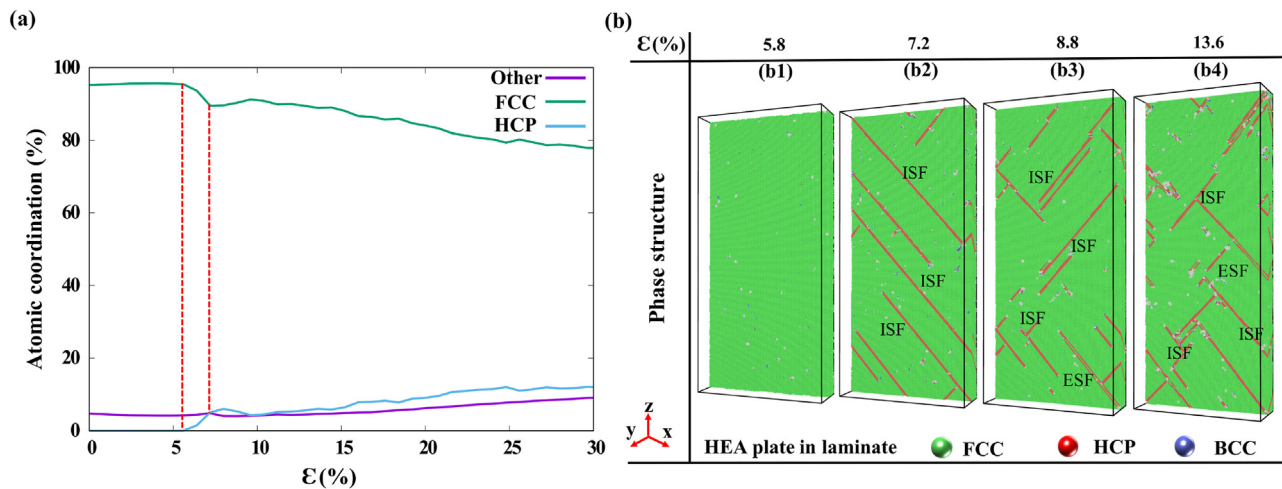 (a)
Atomic coordination (%)
100
80
60
40
20
0
Other
FCC
HCP
0 5 10 15 20 25 30
Ɛ(%)
(b)
Ɛ(%) 5.8 7.2 8.8 13.6
(b1) (b2) (b3) (b4)
Phase structure
ISF
ISF
ISF
ISF
ISF
ISF
ESF
ISF
ESF
ISF
ISF
z
y x
HEA plate in laminate FCC HCP BCC